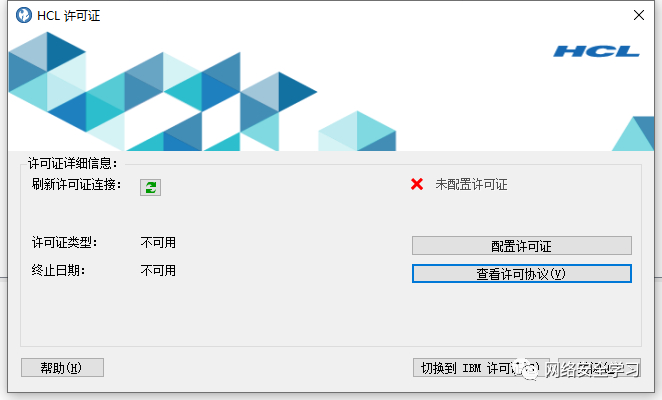 HCL 许可证
HCL
许可证详细信息:
刷新许可证连接:
未配置许可证
许可证类型:
不可用
配置许可证
终止日期:
不可用
查看许可协议(V)
帮助(H)
切换到 IBM 许可证
网络安全学习